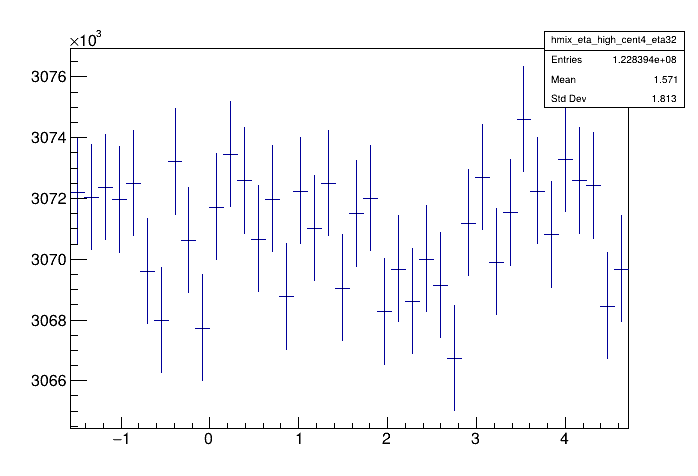 ×10³
hmix_eta_high_cent4_eta32
Entries 1.228394e+08
Mean 1.571
Std Dev 1.813
3076
3074
3072
3070
3068
3066
−1 0 1 2 3 4